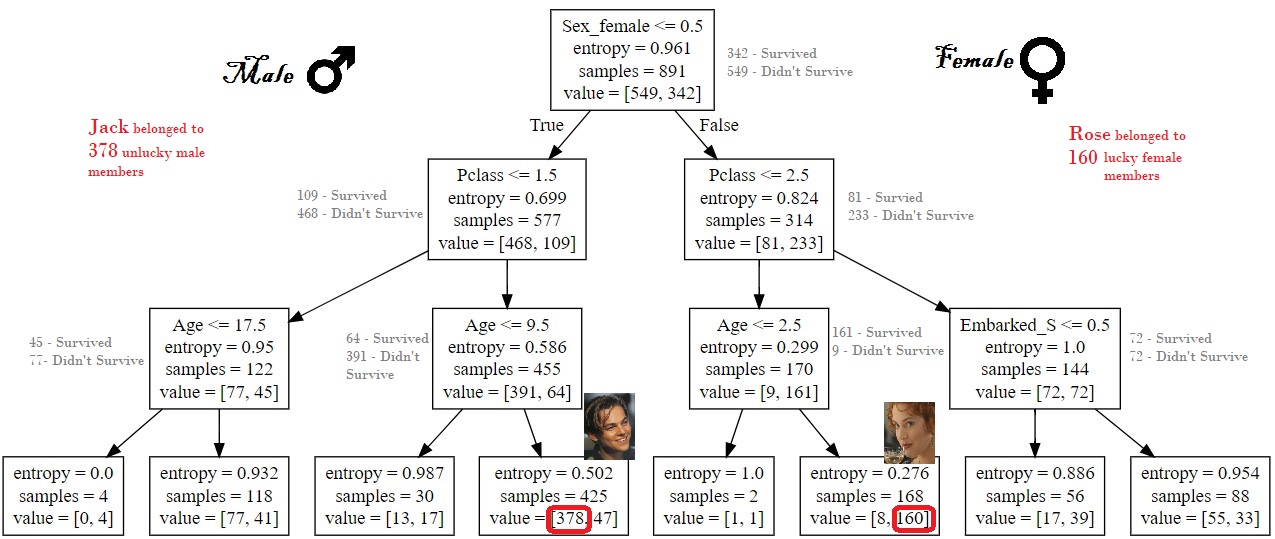 Sex_female <= 0.5
entropy = 0.961
samples = 891
value = [549, 342]
Male
342 - Survived
549 - Didn't Survive
Female
True
False
Jack belonged to
378 unlucky male
members
Rose belonged to
160 lucky female
members
109 - Survived
468 - Didn't Survive
Pclass <= 1.5
entropy = 0.699
samples = 577
value = [468, 109]
Pclass <= 2.5
entropy = 0.824
samples = 314
value = [81, 233]
81 - Survied
233 - Didn't Survive
45 - Survived
77- Didn't Survive
Age <= 17.5
entropy = 0.95
samples = 122
value = [77, 45]
64 - Survived
391 - Didn't
Survive
Age <= 9.5
entropy = 0.586
samples = 455
value = [391, 64]
Age <= 2.5
entropy = 0.299
samples = 170
value = [9, 161]
161 - Survived
9 - Didn't Survive
Embarked_S <= 0.5
entropy = 1.0
samples = 144
value = [72, 72]
72 - Survived
72 - Didn't Survive
entropy = 0.0
samples = 4
value = [0, 4]
entropy = 0.932
samples = 118
value = [77, 41]
entropy = 0.987
samples = 30
value = [13, 17]
entropy = 0.502
samples = 425
value = [378, 47]
entropy = 1.0
samples = 2
value = [1, 1]
entropy = 0.276
samples = 168
value = [8, 160]
entropy = 0.886
samples = 56
value = [17, 39]
entropy = 0.954
samples = 88
value = [55, 33]